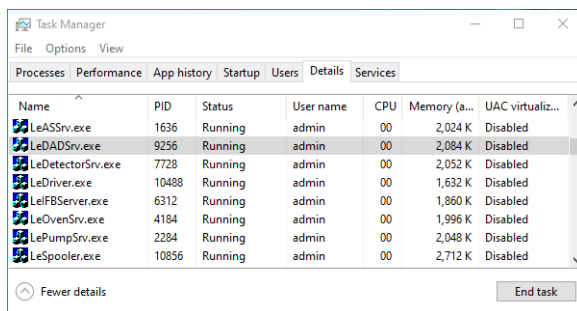 Task Manager
File Options View
Processes Performance App history Startup Users Details Services
Name PID Status User name CPU Memory (a... UAC virtualiz...
LeASSrv.exe 1636 Running admin 00 2,024 K Disabled
LeDADSrv.exe 9256 Running admin 00 2,084 K Disabled
LeDetectorSrv.exe 7728 Running admin 00 2,052 K Disabled
LeDriver.exe 10488 Running admin 00 1,632 K Disabled
LeIFBServer.exe 6312 Running admin 00 1,860 K Disabled
LeOvenSrv.exe 4184 Running admin 00 1,996 K Disabled
LePumpSrv.exe 2284 Running admin 00 2,048 K Disabled
LeSpooler.exe 10856 Running admin 00 2,712 K Disabled
Fewer details End task